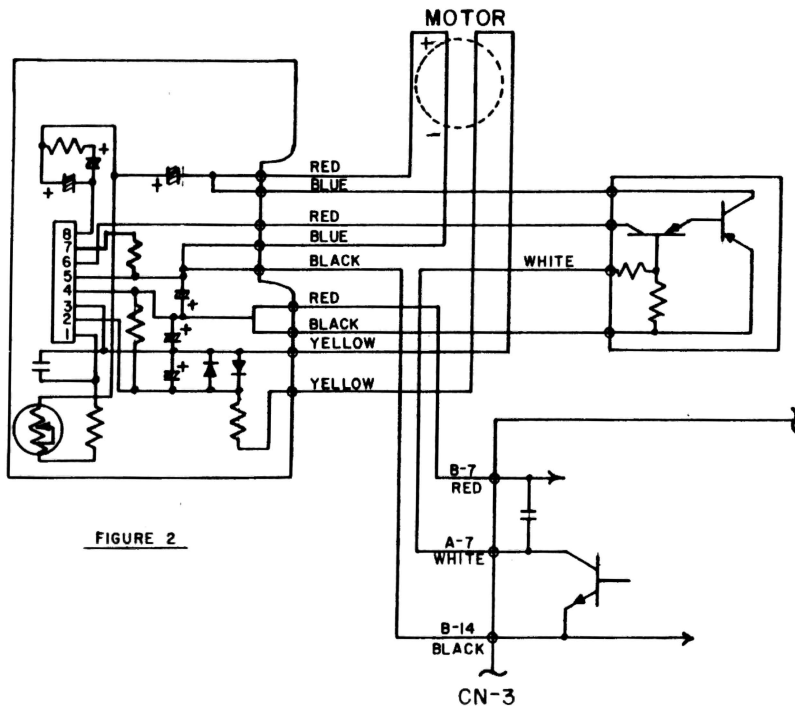 MOTOR
+
-
RED
BLUE
RED
BLUE
BLACK
WHITE
RED
BLACK
YELLOW
YELLOW
+
+
+
8
7
6
5
4
3
2
1
+
+
+
B-7
RED
A-7
WHITE
B-14
BLACK
FIGURE 2
CN-3